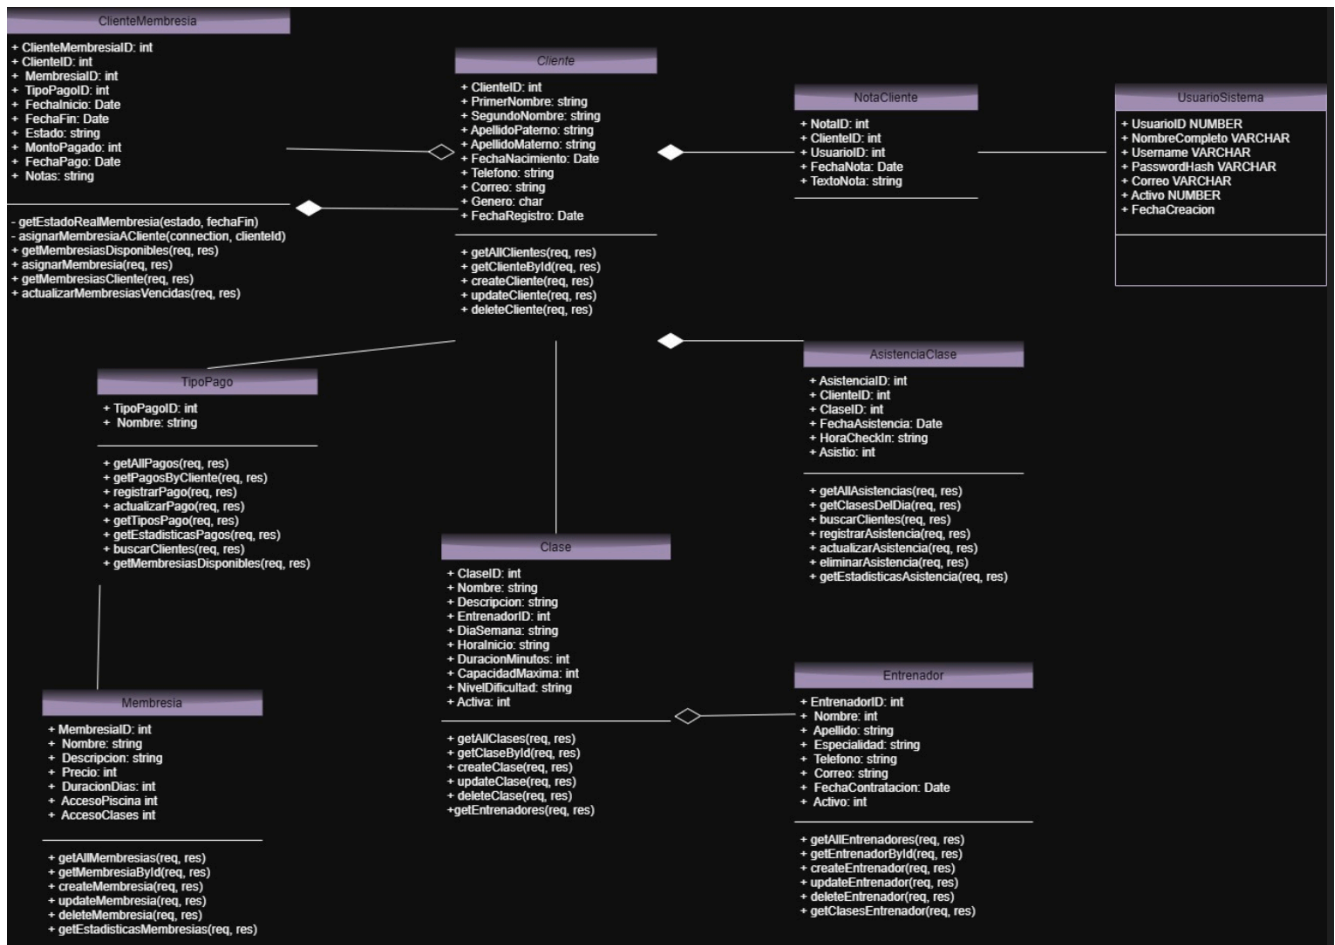 ClienteMembresia
+ ClienteMembresiaID: int
+ ClienteID: int
+ MembresiaID: int
+ TipoPagoID: int
+ FechaInicio: Date
+ FechaFin: Date
+ Estado: string
+ MontoPagado: int
+ FechaPago: Date
+ Notas: string
- getEstadoRealMembresia(estado, fechaFin)
- asignarMembresiaACliente(connection, clienteId)
+ getMembresiasDisponibles(req, res)
+ asignarMembresia(req, res)
+ getMembresiasCliente(req, res)
+ actualizarMembresiasVencidas(req, res)
Cliente
+ ClienteID: int
+ PrimerNombre: string
+ SegundoNombre: string
+ ApellidoPaterno: string
+ ApellidoMaterno: string
+ FechaNacimiento: Date
+ Telefono: string
+ Correo: string
+ Genero: char
+ FechaRegistro: Date
+ getAllClientes(req, res)
+ getClienteById(req, res)
+ createCliente(req, res)
+ updateCliente(req, res)
+ deleteCliente(req, res)
NotaCliente
+ NotaID: int
+ ClienteID: int
+ UsuarioID: int
+ FechaNota: Date
+ TextoNota: string
UsuarioSistema
+ UsuarioID NUMBER
+ NombreCompleto VARCHAR
+ Username VARCHAR
+ PasswordHash VARCHAR
+ Correo VARCHAR
+ Activo NUMBER
+ FechaCreacion
TipoPago
+ TipoPagoID: int
+ Nombre: string
+ getAllPagos(req, res)
+ getPagosByCliente(req, res)
+ registrarPago(req, res)
+ actualizarPago(req, res)
+ getTiposPago(req, res)
+ getEstadisticasPagos(req, res)
+ buscarClientes(req, res)
+ getMembresiasDisponibles(req, res)
AsistenciaClase
+ AsistenciaID: int
+ ClienteID: int
+ ClaseID: int
+ FechaAsistencia: Date
+ HoraCheckIn: string
+ Asistio: int
+ getAllAsistencias(req, res)
+ getClasesDelDia(req, res)
+ buscarClientes(req, res)
+ registrarAsistencia(req, res)
+ actualizarAsistencia(req, res)
+ eliminarAsistencia(req, res)
+ getEstadisticasAsistencia(req, res)
Clase
+ ClaseID: int
+ Nombre: string
+ Descripcion: string
+ EntrenadorID: int
+ DiaSemana: string
+ HoraInicio: string
+ DuracionMinutos: int
+ CapacidadMaxima: int
+ NivelDificultad: string
+ Activa: int
+ getAllClases(req, res)
+ getClaseById(req, res)
+ createClase(req, res)
+ updateClase(req, res)
+ deleteClase(req, res)
+getEntrenadores(req, res)
Membresia
+ MembresiaID: int
+ Nombre: string
+ Descripcion: string
+ Precio: int
+ DuracionDias: int
+ AccesoPiscina int
+ AccesoClases int
+ getAllMembresias(req, res)
+ getMembresiaById(req, res)
+ createMembresia(req, res)
+ updateMembresia(req, res)
+ deleteMembresia(req, res)
+ getEstadisticasMembresias(req, res)
Entrenador
+ EntrenadorID: int
+ Nombre: int
+ Apellido: string
+ Especialidad: string
+ Telefono: string
+ Correo: string
+ FechaContratacion: Date
+ Activo: int
+ getAllEntrenadores(req, res)
+ getEntrenadorById(req, res)
+ createEntrenador(req, res)
+ updateEntrenador(req, res)
+ deleteEntrenador(req, res)
+ getClasesEntrenador(req, res)